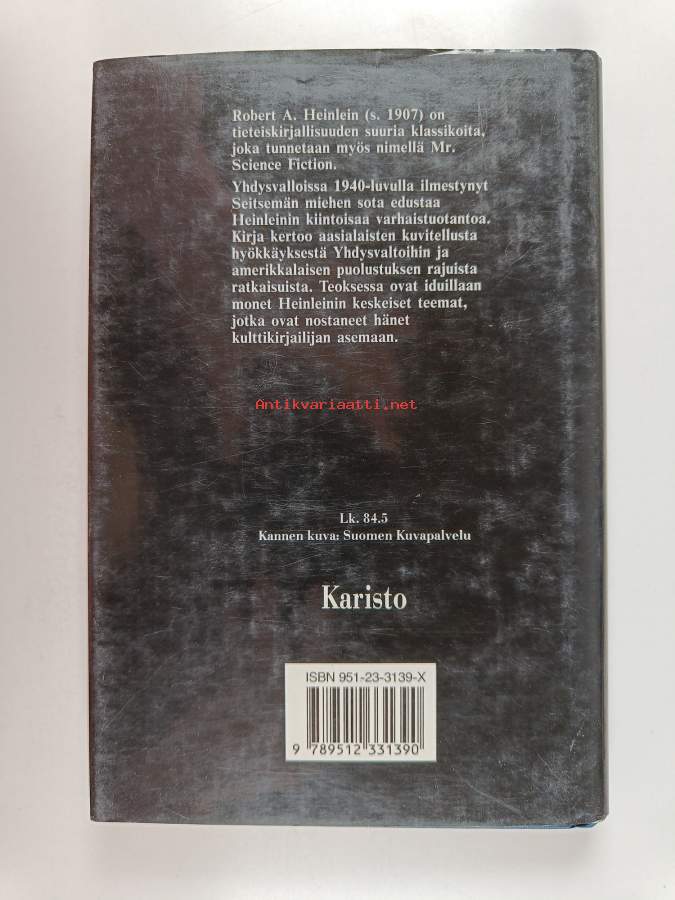 Robert A. Heinlein (s. 1907) on
tieteiskirjallisuuden suuria klassikoita,
joka tunnetaan myös nimellä Mr.
Science Fiction.
Yhdysvalloissa 1940-luvulla ilmestynyt
Seitsemän miehen sota edustaa
Heinleinin kiintoisaa varhaistuotantoa.
Kirja kertoo aasialaisten kuvitellusta
hyökkäyksestä Yhdysvaltoihin ja
amerikkalaisen puolustuksen rajuista
ratkaisuista. Teoksessa ovat iduillaan
monet Heinleinin keskeiset teemat,
jotka ovat nostaneet hänet
kulttikirjailijan asemaan.
Antikvariaatti.net
Lk. 84.5
Kannen kuva: Suomen Kuvapalvelu
Karisto
ISBN 951-23-3139-X
9 789512 331390